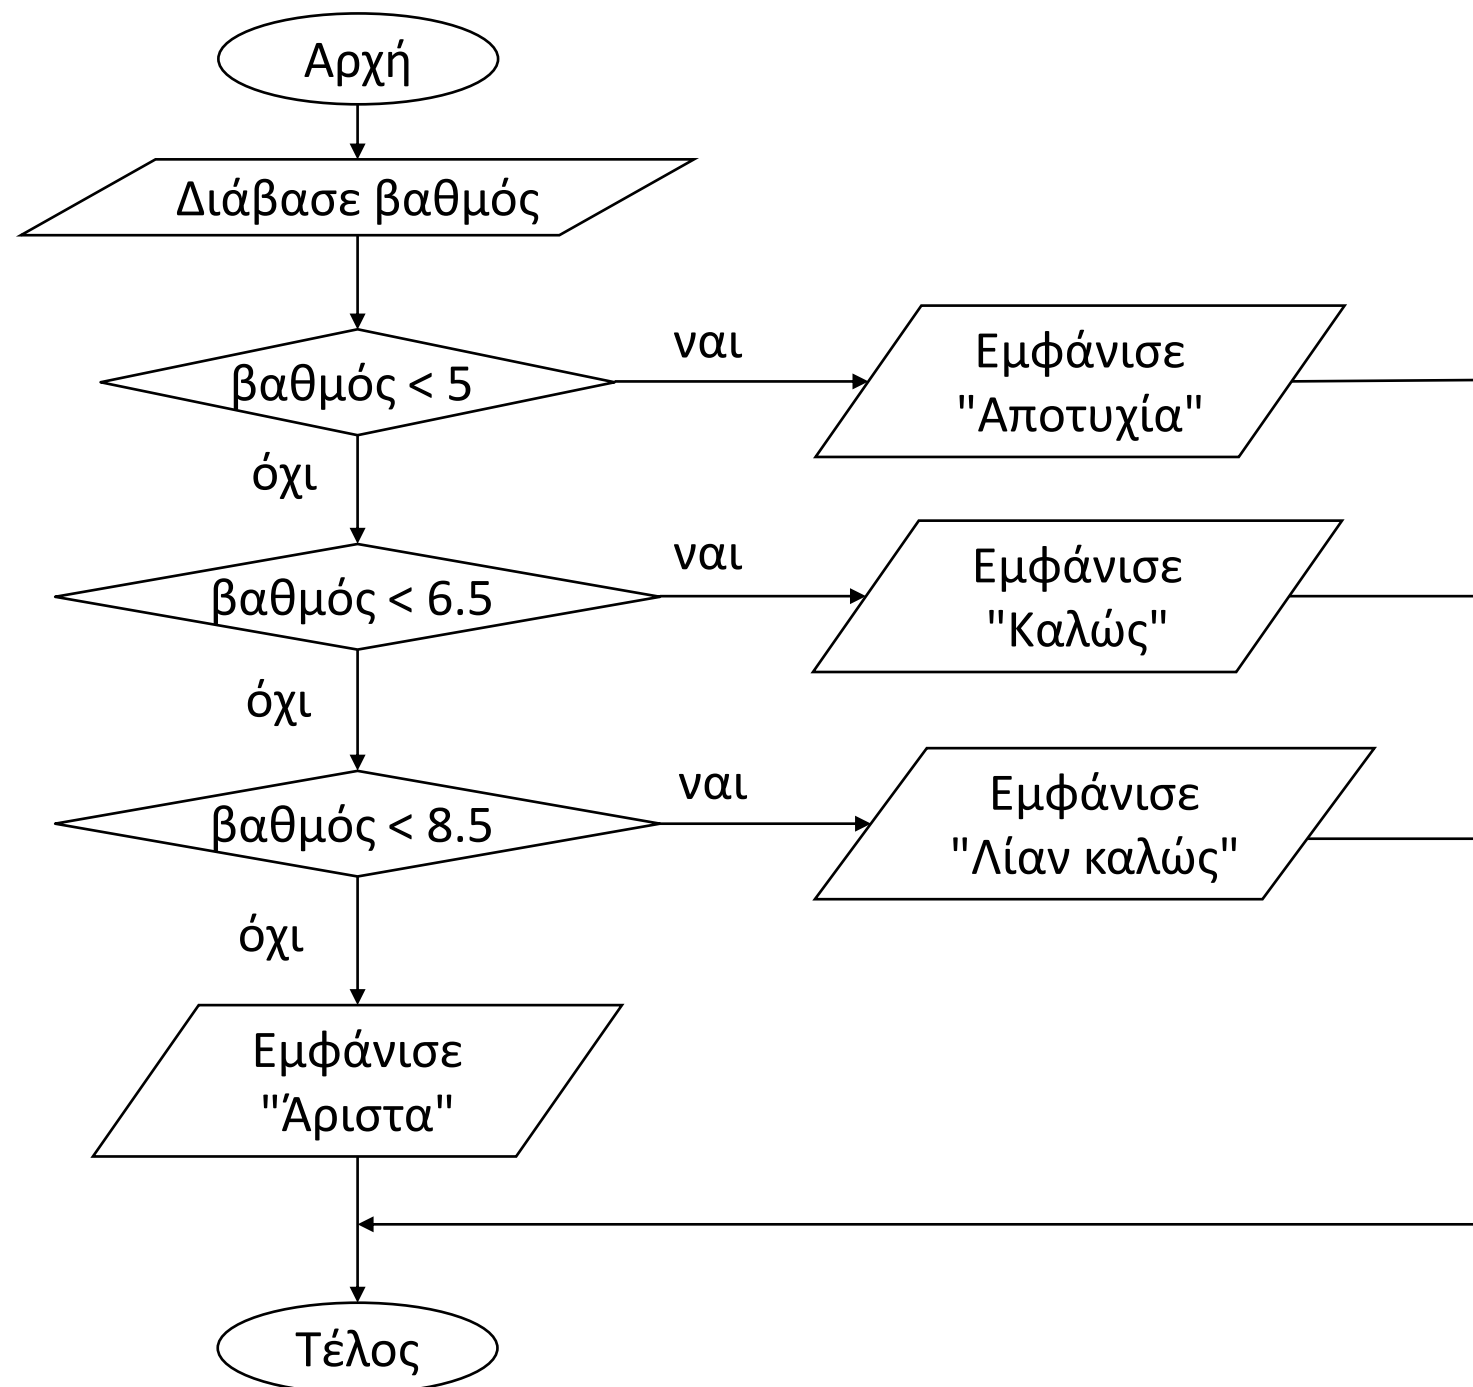 Αρχή
Διάβασε βαθμός
βαθμός < 5
ναι
Εμφάνισε
"Αποτυχία"
όχι
βαθμός < 6.5
ναι
Εμφάνισε
"Καλώς"
όχι
βαθμός < 8.5
ναι
Εμφάνισε
"Λίαν καλώς"
όχι
Εμφάνισε
"Άριστα"
Τέλος